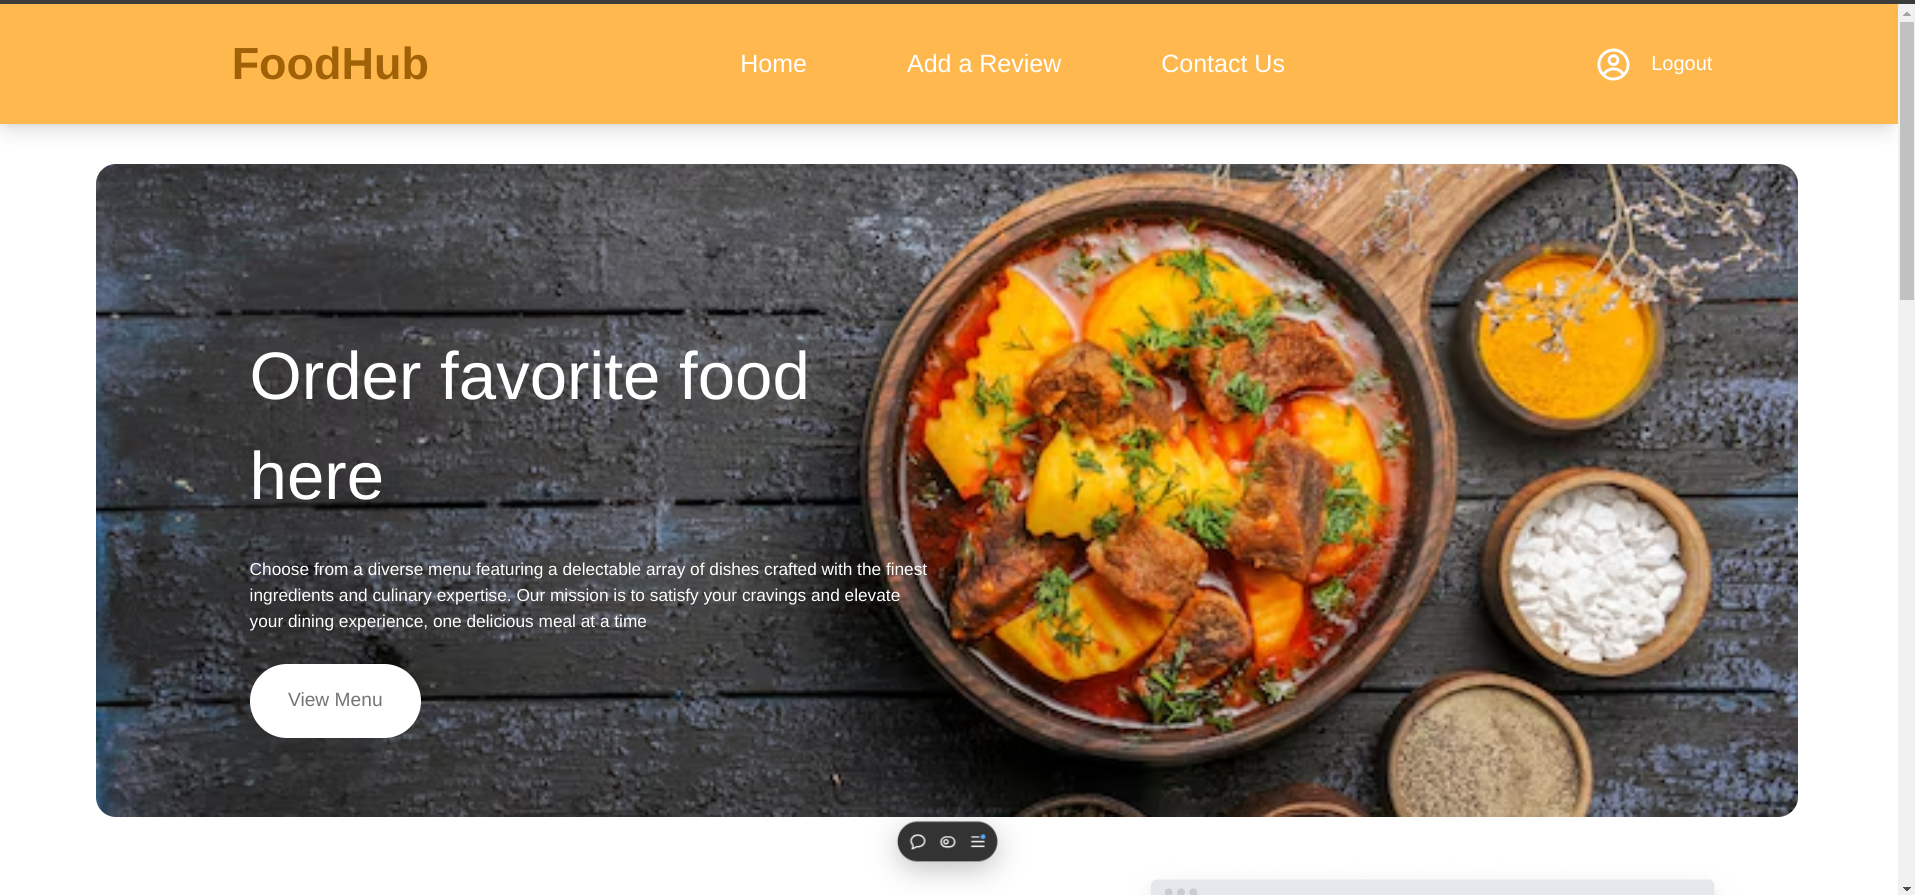 FoodHub
Home
Add a Review
Contact Us
Logout
Order favorite food
here
Choose from a diverse menu featuring a delectable array of dishes crafted with the finest
ingredients and culinary expertise. Our mission is to satisfy your cravings and elevate
your dining experience, one delicious meal at a time
View Menu